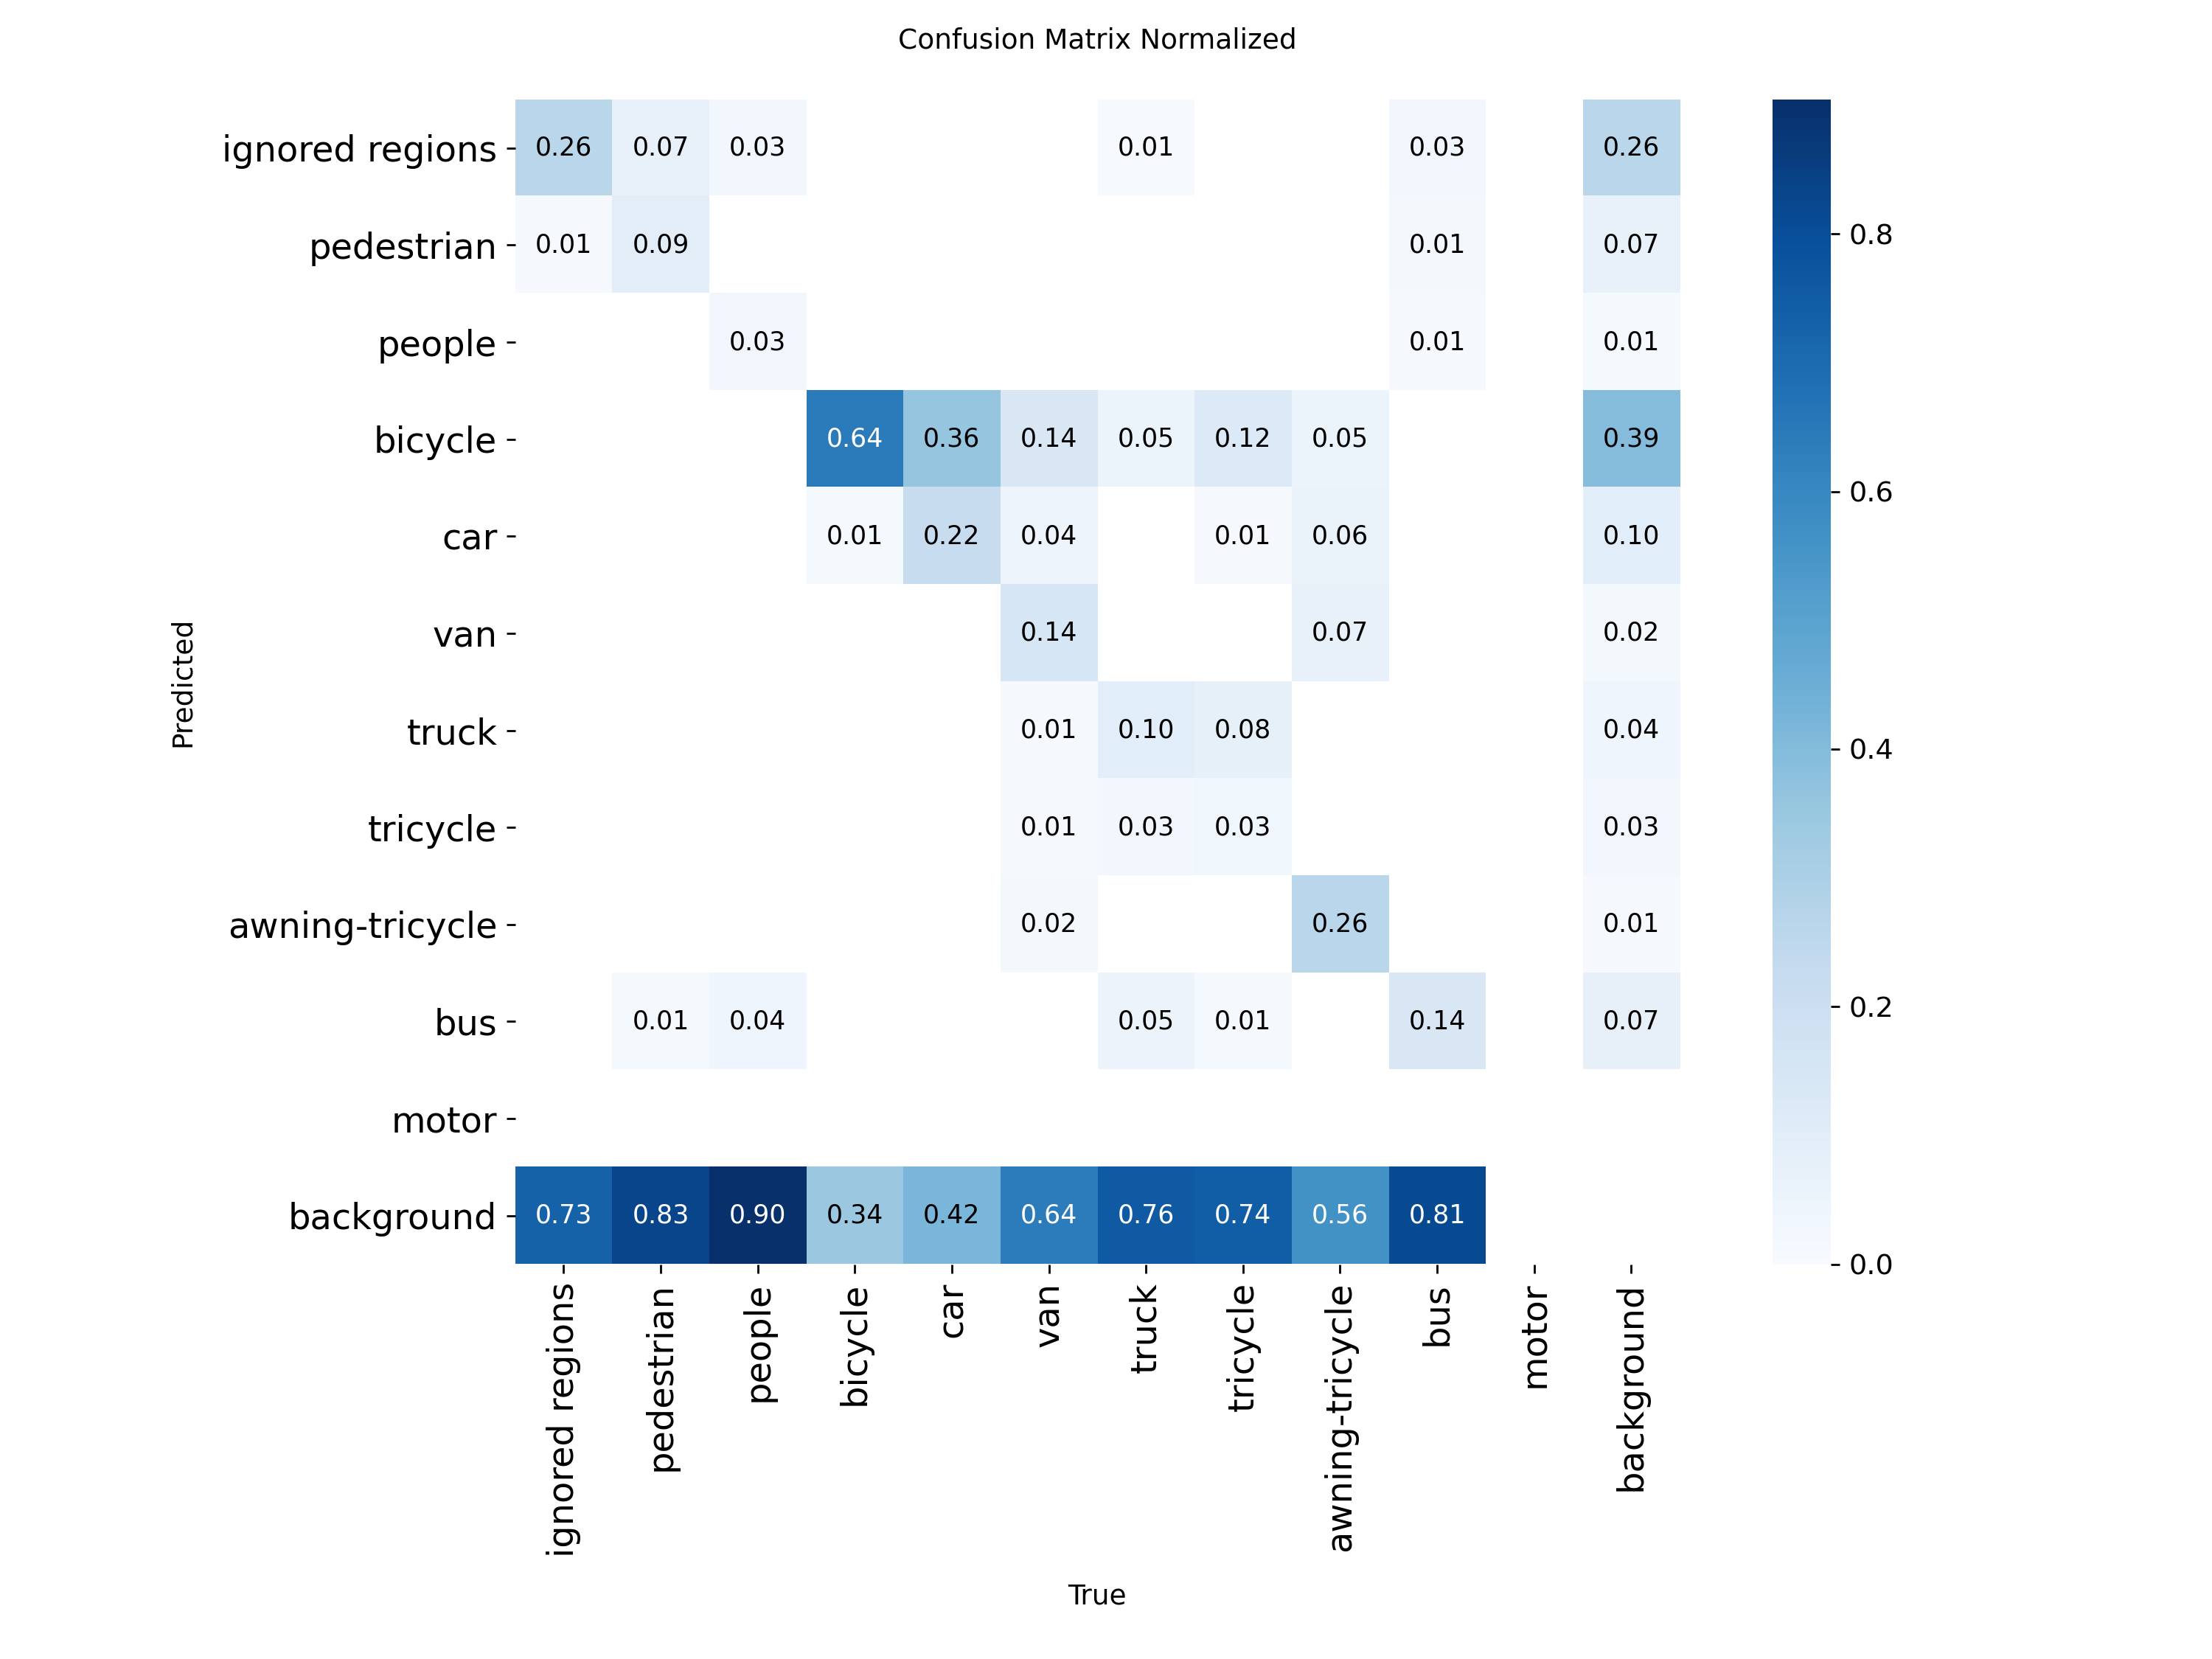 Confusion Matrix Normalized
ignored regions 0.26 0.07 0.03 0.01 0.03 0.26
pedestrian 0.01 0.09 0.01 0.07
people 0.03 0.01 0.01
bicycle 0.64 0.36 0.14 0.05 0.12 0.05 0.39
car 0.01 0.22 0.04 0.01 0.06 0.10
van 0.14 0.07 0.02
truck 0.01 0.10 0.08 0.04
tricycle 0.01 0.03 0.03 0.03
awning-tricycle 0.02 0.26 0.01
bus 0.01 0.04 0.05 0.01 0.14 0.07
motor
background 0.73 0.83 0.90 0.34 0.42 0.64 0.76 0.74 0.56 0.81
Predicted
ignored regions
pedestrian
people
bicycle
car
van
truck
tricycle
awning-tricycle
bus
motor
background
True
0.8
0.6
0.4
0.2
0.0